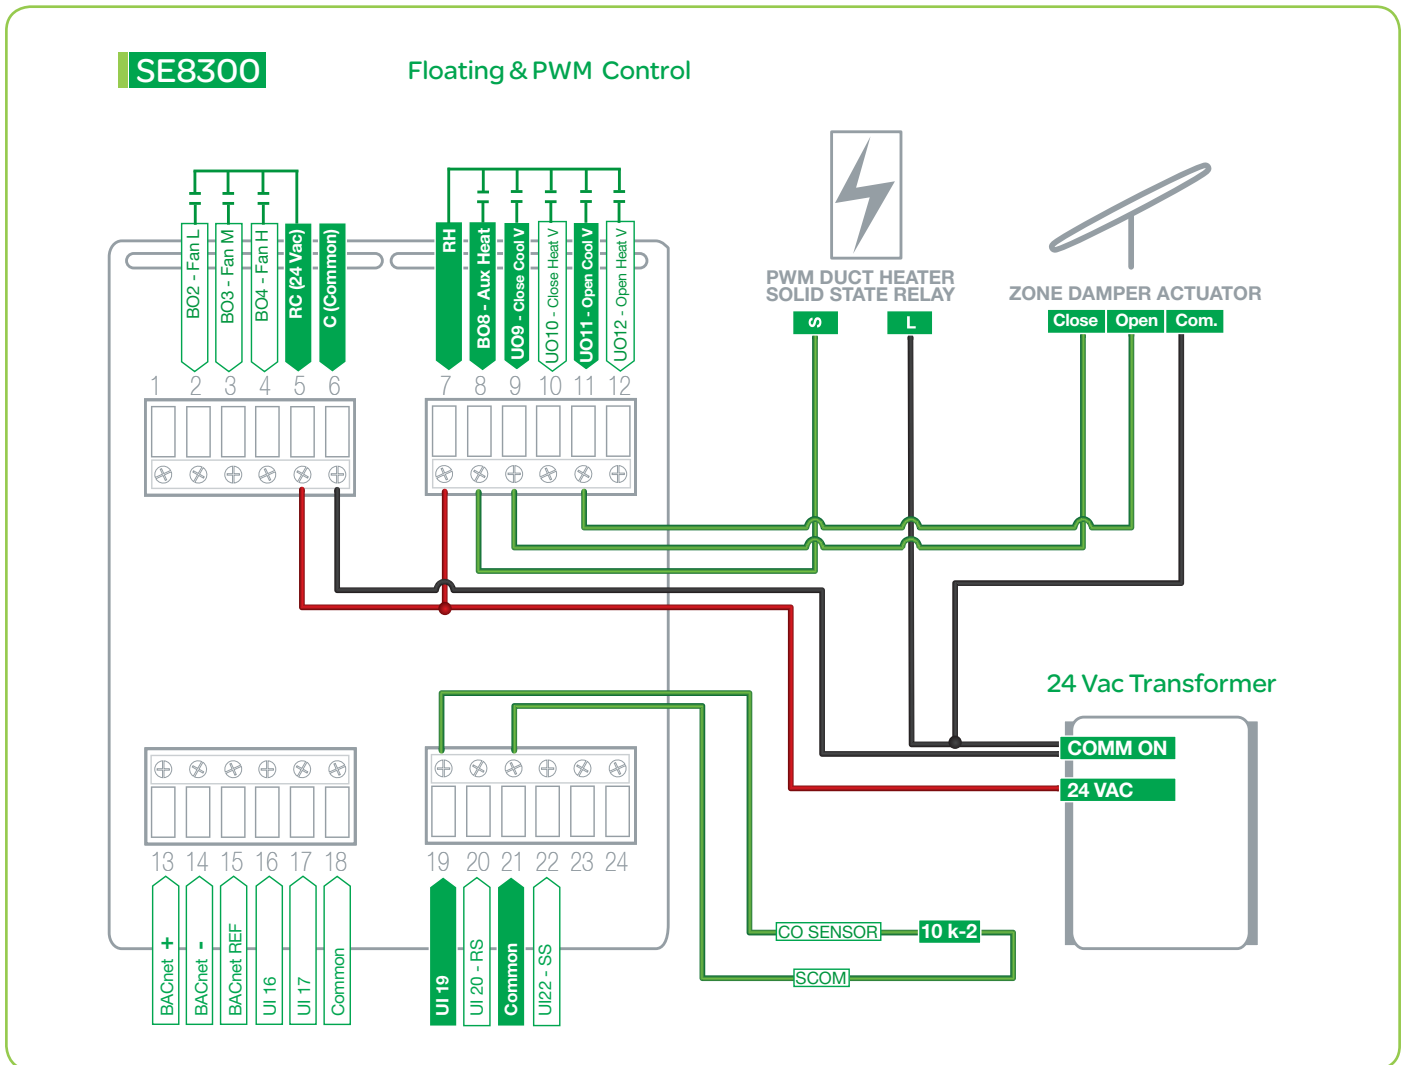 SE8300
Floating & PWM Control
BO2 - Fan L
BO3 - Fan M
BO4 - Fan H
RC (24 Vac)
C (Common)
RH
BO8 - Aux Heat
UO9 - Close Cool V
UO10 - Close Heat V
UO11 - Open Cool V
UO12 - Open Heat V
PWM DUCT HEATER
SOLID STATE RELAY
S
L
ZONE DAMPER ACTUATOR
Close
Open
Com.
1 2 3 4 5 6
7 8 9 10 11 12
24 Vac Transformer
COMM ON
24 VAC
13 14 15 16 17 18
19 20 21 22 23 24
BACnet +
BACnet -
BACnet REF
UI 16
UI 17
Common
UI 19
UI 20 - RS
Common
UI22 - SS
CO SENSOR
10 k-2
SCOM